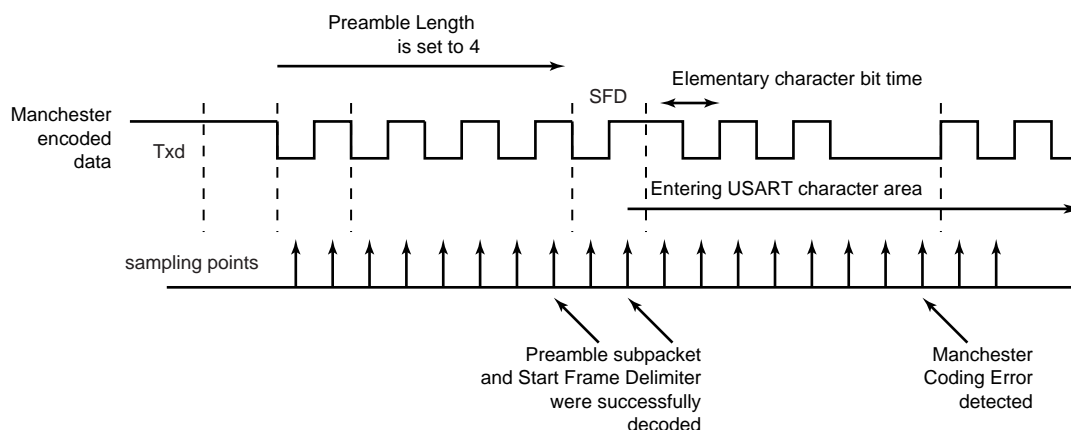 Preamble Length
is set to 4
Elementary character bit time
SFD
Manchester
encoded
data
Txd
Entering USART character area
sampling points
Preamble subpacket
and Start Frame Delimiter
were successfully
decoded
Manchester
Coding Error
detected